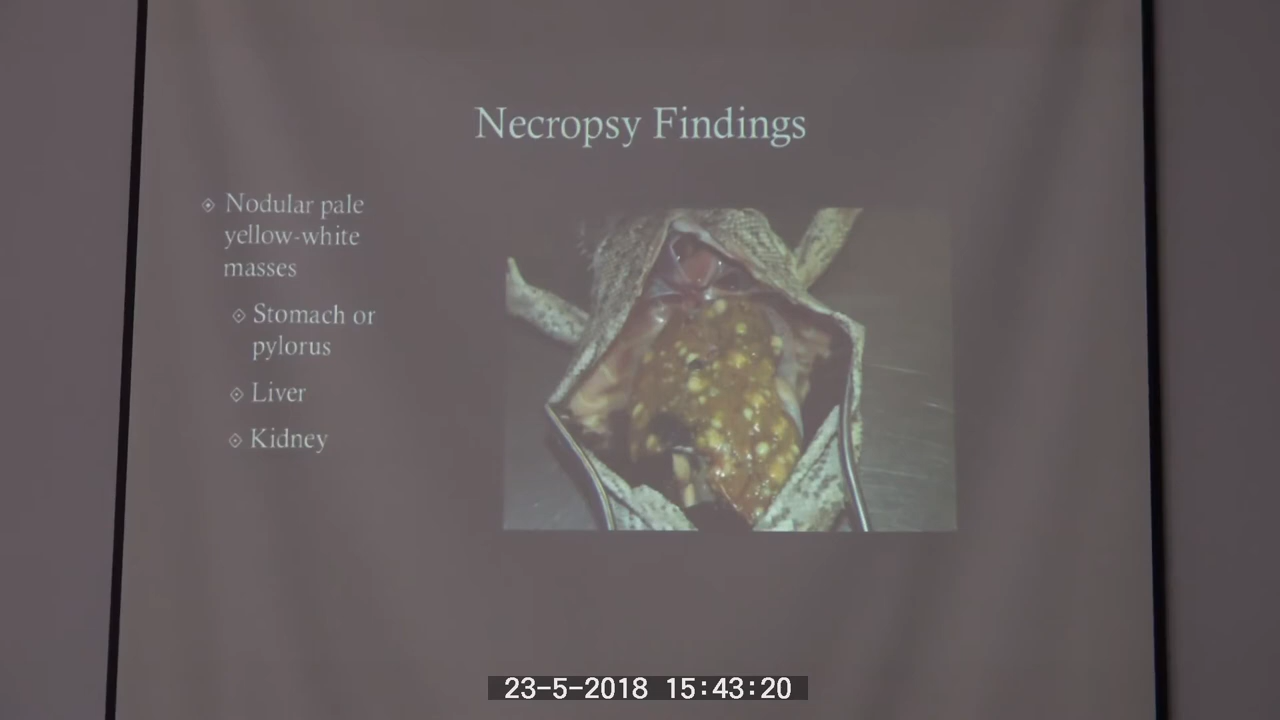 Necropsy Findings
Nodular pale
yellow-white
masses
Stomach or
pylorus
Liver
Kidney
23-5-2018 15:43:20